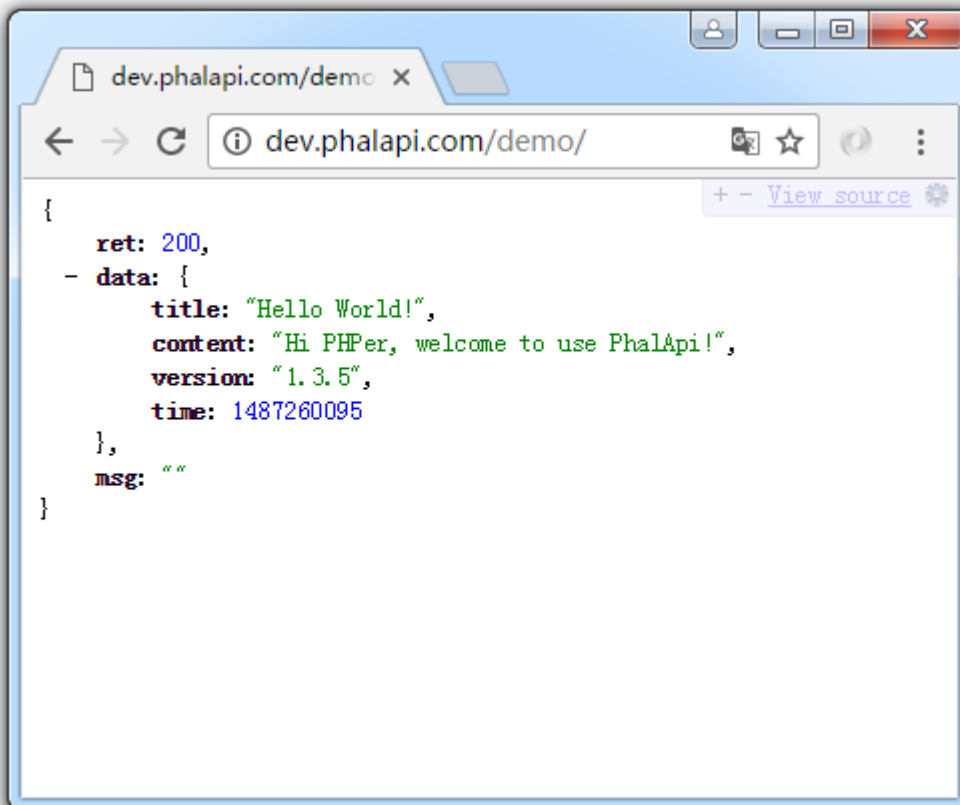 dev.phalapi.com/demo
dev.phalapi.com/demo/
+ - View source
{
ret: 200,
- data: {
title: "Hello World!",
content: "Hi PHPer, welcome to use PhalApi!",
version: "1.3.5",
time: 1487260095
},
msg: ""
}